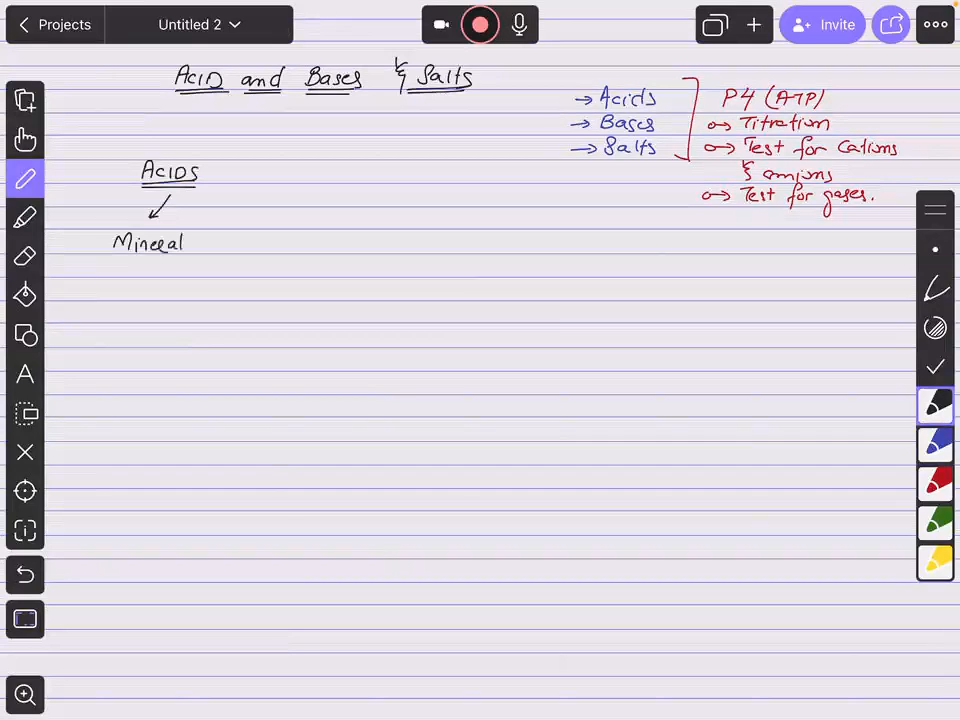 Projects
Untitled 2
Invite
Acid and Bases & Salts
→ Acids
→ Bases
→ Salts
P4 (ATP)
Titration
Test for Cations
& anions
Test for gases.
Acids
Mineral